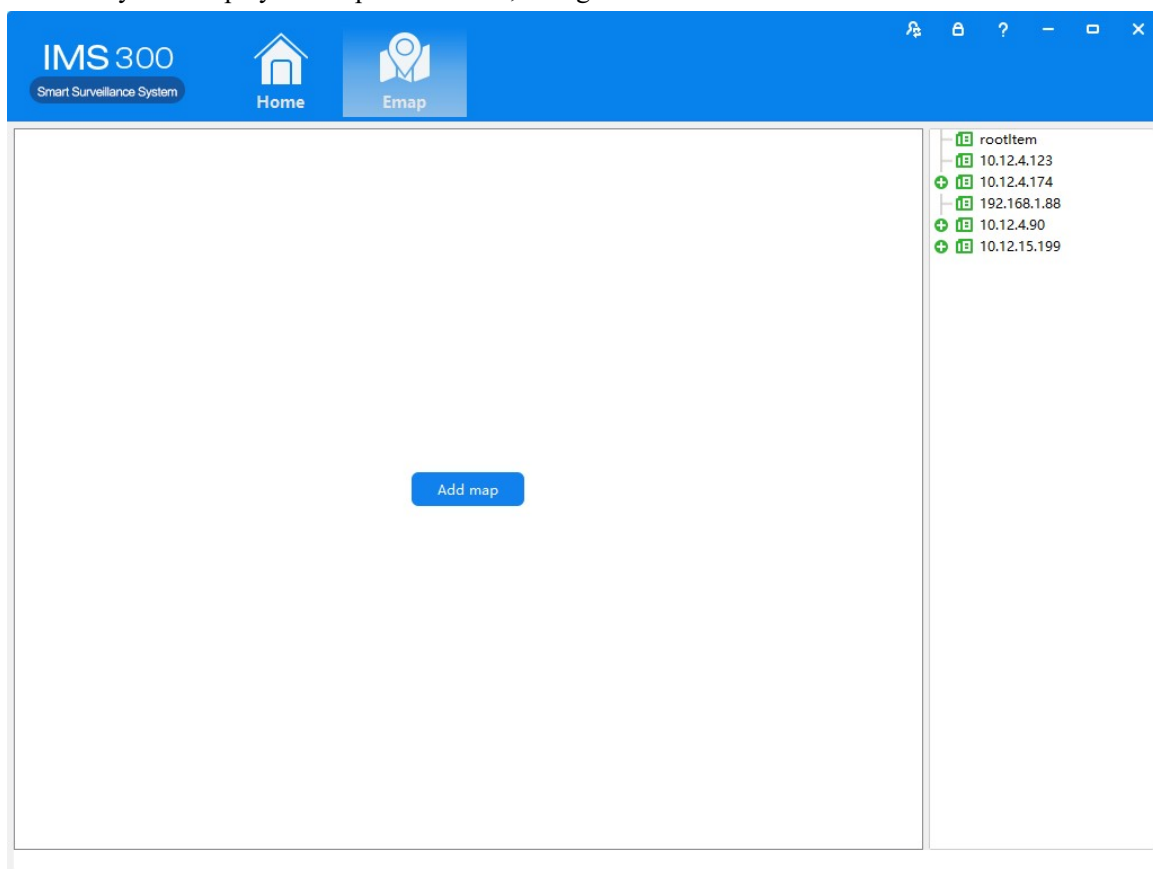 IMS 300
Smart Surveillance System
Home
Emap
?
rootItem
10.12.4.123
10.12.4.174
192.168.1.88
10.12.4.90
10.12.15.199
Add map